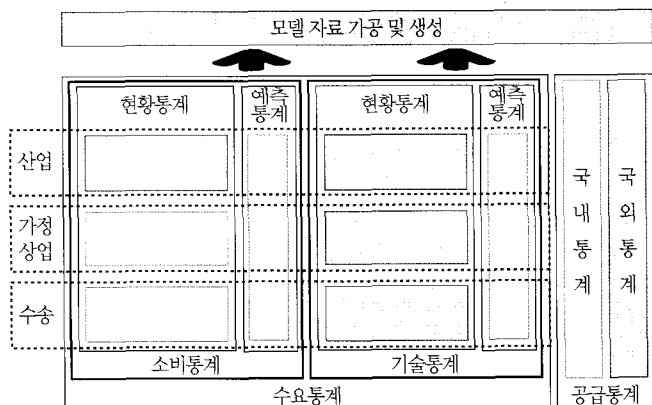 모델 자료 가공 및 생성
현황통계
예측
통계
현황통계
예측
통계
산업
가정
상업
수송
국내통계
국외통계
소비통계
기술통계
수요통계
공급통계